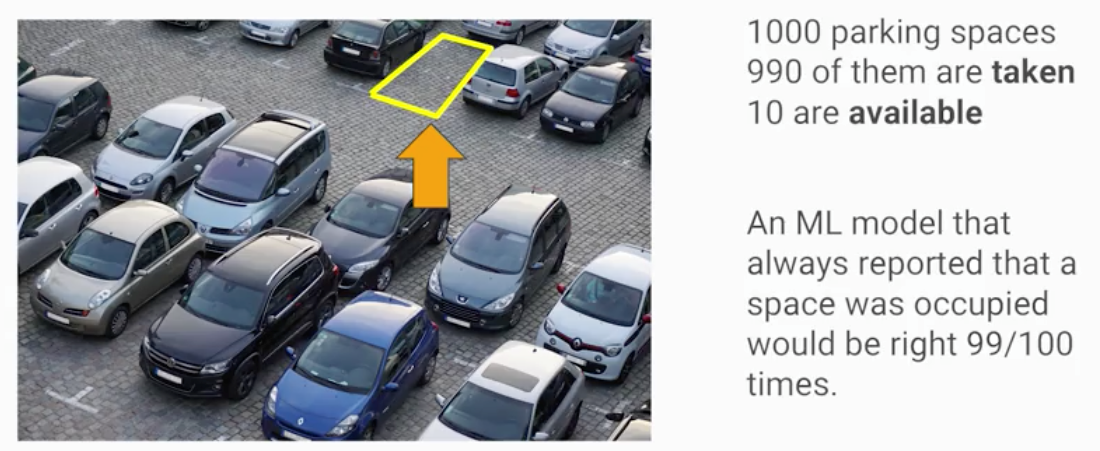 1000 parking spaces
990 of them are taken
10 are available
An ML model that
always reported that a
space was occupied
would be right 99/100
times.